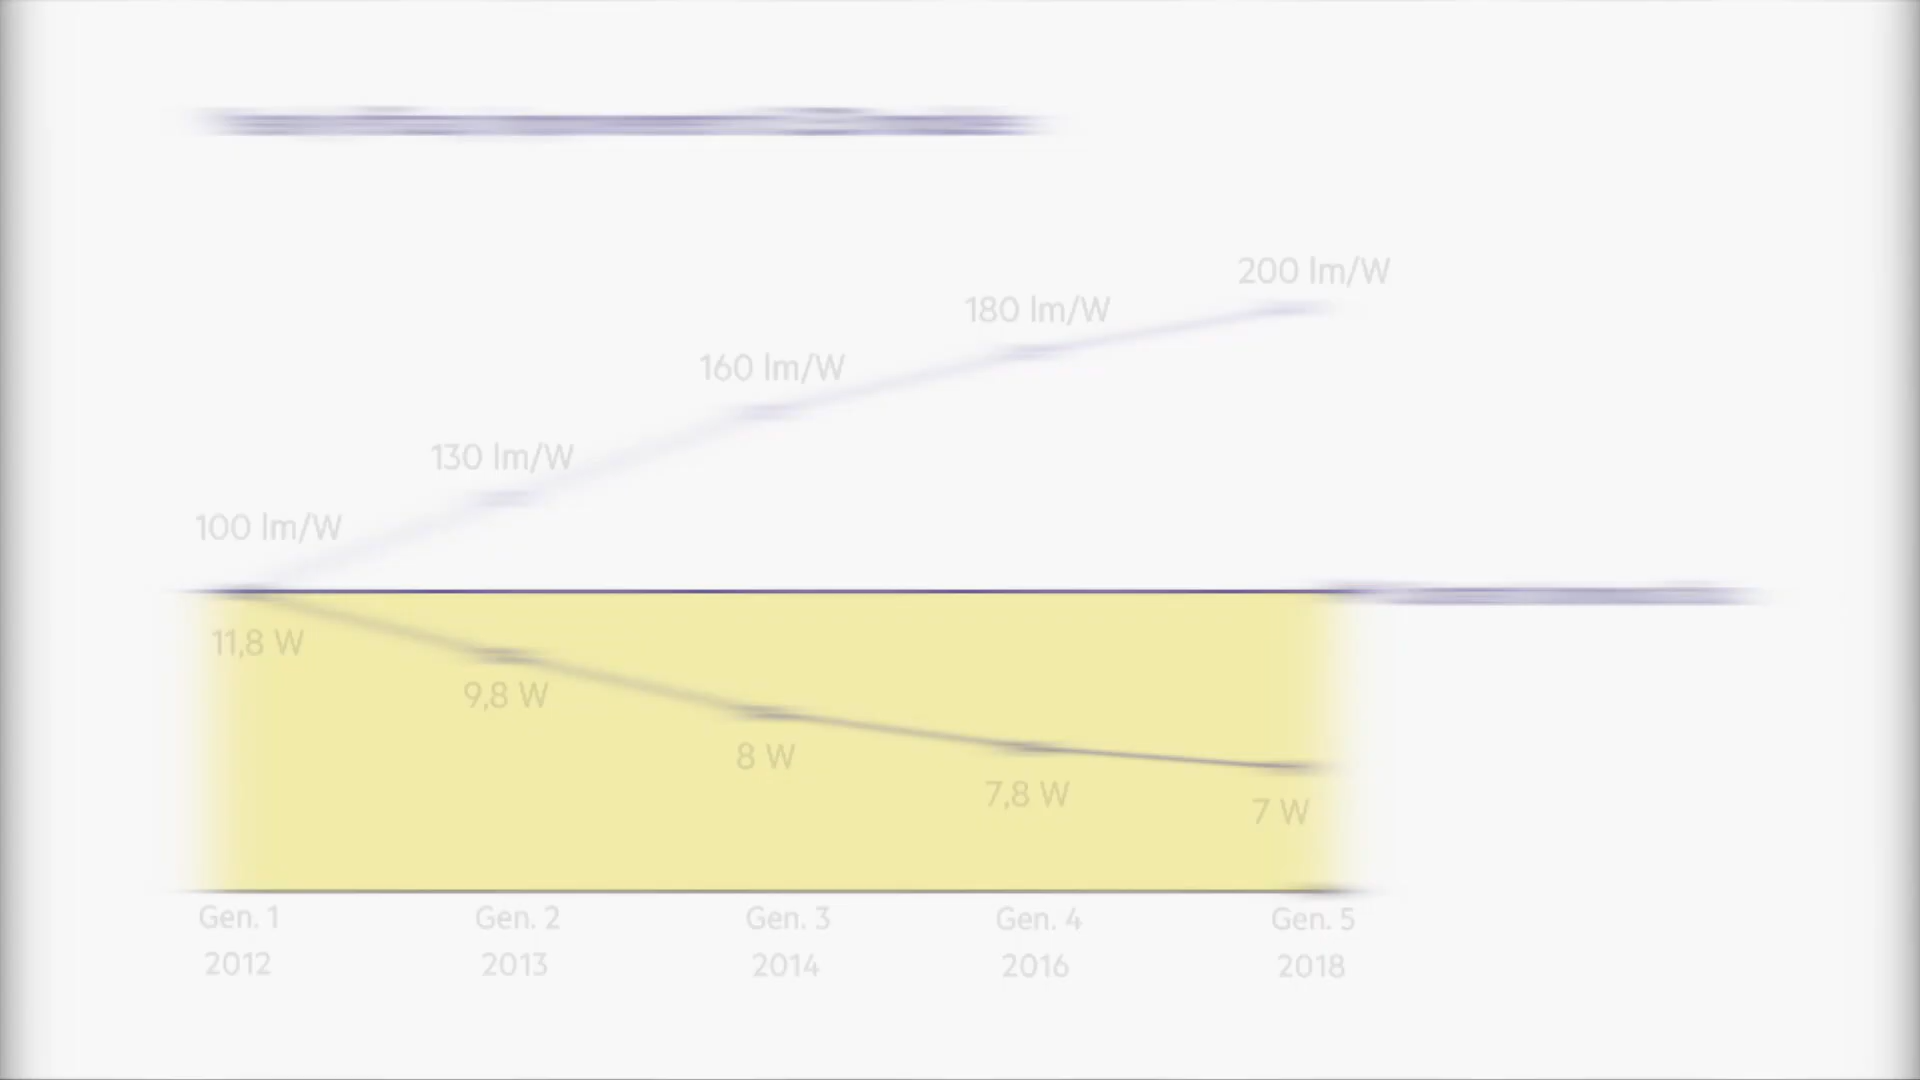 200 lm/W
180 lm/W
160 lm/W
130 lm/W
100 lm/W
11,8 W
9,8 W
8 W
7,8 W
7 W
Gen. 1 Gen. 2 Gen. 3 Gen. 4 Gen. 5
2012 2013 2014 2016 2018